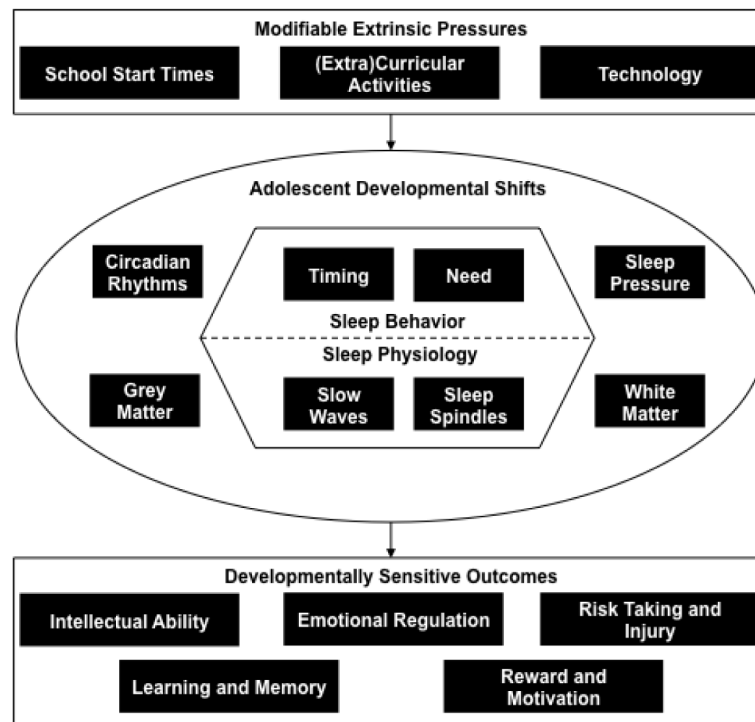 Modifiable Extrinsic Pressures
School Start Times
(Extra)Curricular
Activities
Technology
Adolescent Developmental Shifts
Circadian
Rhythms
Timing
Need
Sleep
Pressure
Sleep Behavior
Sleep Physiology
Grey
Matter
Slow
Waves
Sleep
Spindles
White
Matter
Developmentally Sensitive Outcomes
Intellectual Ability
Emotional Regulation
Risk Taking and
Injury
Learning and Memory
Reward and
Motivation